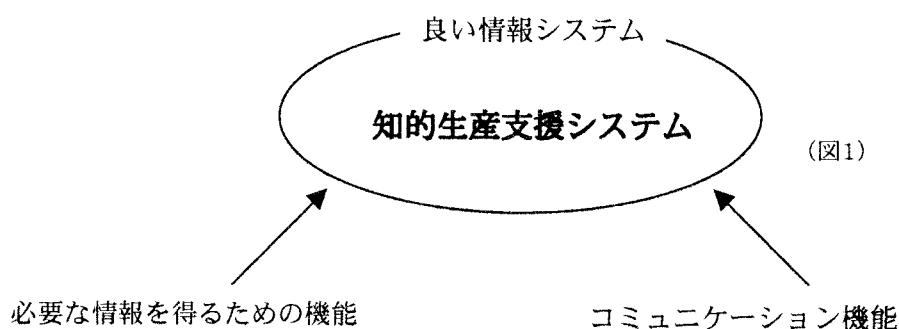 良い情報システム
知的生産支援システム
(図1)
必要な情報を得るための機能
コミュニケーション機能